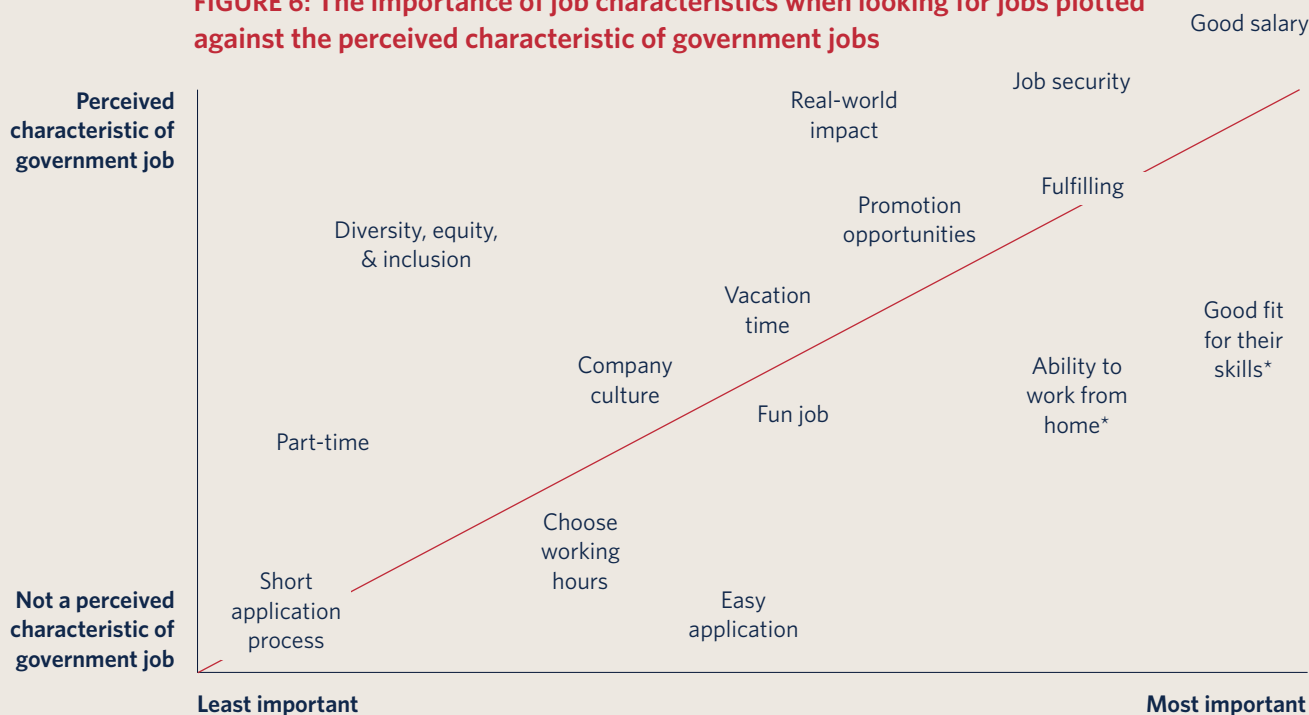 FIGURE 6: The importance of job characteristics when looking for jobs plotted
against the perceived characteristic of government jobs
Good salary
Perceived
characteristic of
government job
Job security
Real-world
impact
Fulfilling
Promotion
opportunities
Diversity, equity,
& inclusion
Vacation
time
Good fit
for their
skills*
Company
culture
Ability to
work from
home*
Fun job
Part-time
Choose
working
hours
Short
application
process
Easy
application
Not a perceived
characteristic of
government job
Least important
Most important